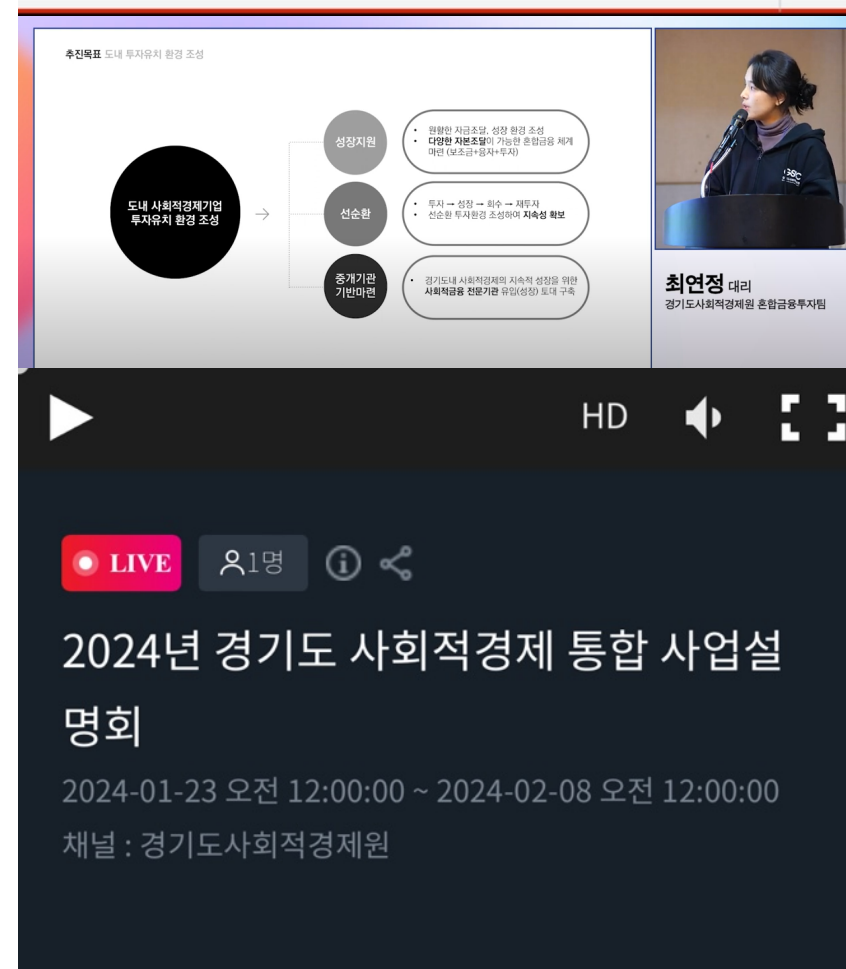 추진목표 도내 투자유치 환경 조성
도내 사회적경제기업
투자유치 환경 조성
→
성장지원
• 원활한 자금조달, 성장 환경 조성
• 다양한 자본조달이 가능한 혼합금융 체계
마련 (보조금+융자+투자)
선순환
• 투자 → 성장 → 회수 → 재투자
• 선순환 투자환경 조성하여 지속성 확보
중개기관
기반마련
• 경기도내 사회적경제의 지속적 성장을 위한
사회적금융 전문기관 유입(성장) 토대 구축
최연정 대리
경기도사회적경제원 혼합금융투자팀
HD
LIVE
1명
2024년 경기도 사회적경제 통합 사업설
명회
2024-01-23 오전 12:00:00 ~ 2024-02-08 오전 12:00:00
채널 : 경기도사회적경제원